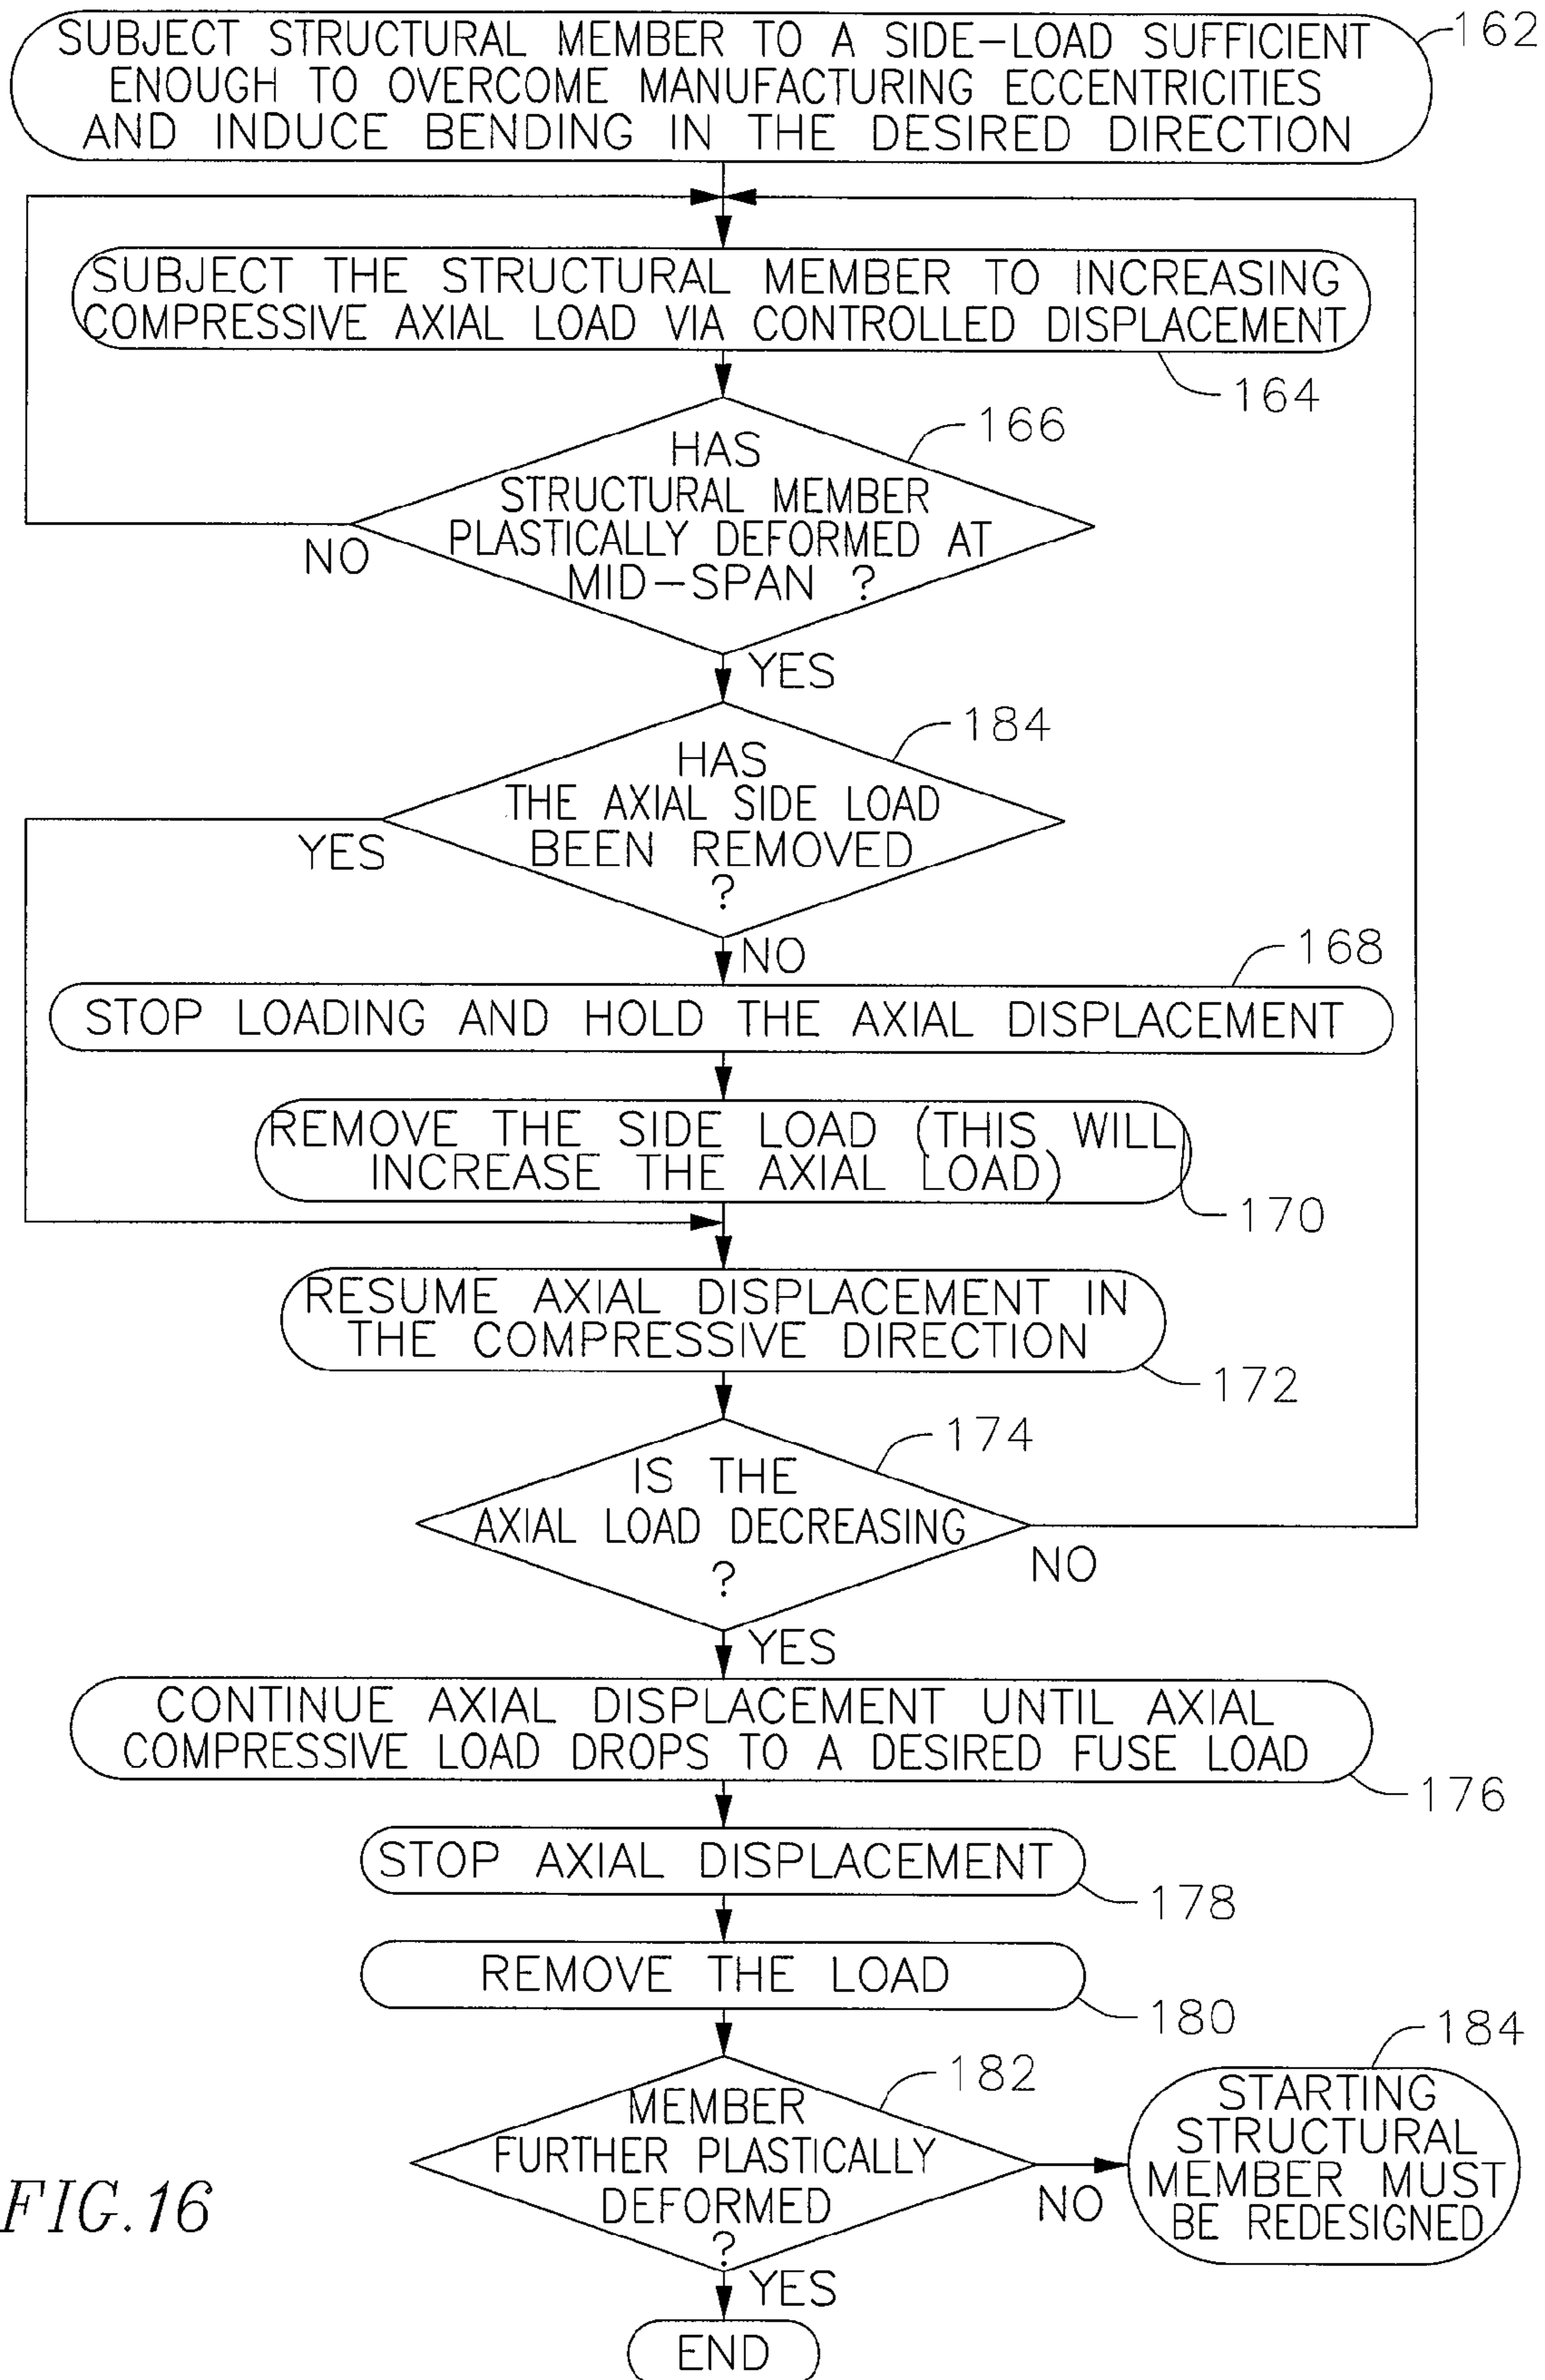 SUBJECT STRUCTURAL MEMBER TO A SIDE-LOAD SUFFICIENT
ENOUGH TO OVERCOME MANUFACTURING ECCENTRICITIES
AND INDUCE BENDING IN THE DESIRED DIRECTION
162
SUBJECT THE STRUCTURAL MEMBER TO INCREASING
COMPRESSIVE AXIAL LOAD VIA CONTROLLED DISPLACEMENT
164
166
HAS
STRUCTURAL MEMBER
PLASTICALLY DEFORMED AT
MID-SPAN ?
NO
YES
184
HAS
THE AXIAL SIDE LOAD
BEEN REMOVED
?
YES
NO
168
STOP LOADING AND HOLD THE AXIAL DISPLACEMENT
REMOVE THE SIDE LOAD (THIS WILL
INCREASE THE AXIAL LOAD)
170
RESUME AXIAL DISPLACEMENT IN
THE COMPRESSIVE DIRECTION
172
174
IS THE
AXIAL LOAD DECREASING
?
NO
YES
CONTINUE AXIAL DISPLACEMENT UNTIL AXIAL
COMPRESSIVE LOAD DROPS TO A DESIRED FUSE LOAD
176
STOP AXIAL DISPLACEMENT
178
REMOVE THE LOAD
180
182
MEMBER
FURTHER PLASTICALLY
DEFORMED
?
NO
184
STARTING
STRUCTURAL
MEMBER MUST
BE REDESIGNED
YES
END
FIG.16